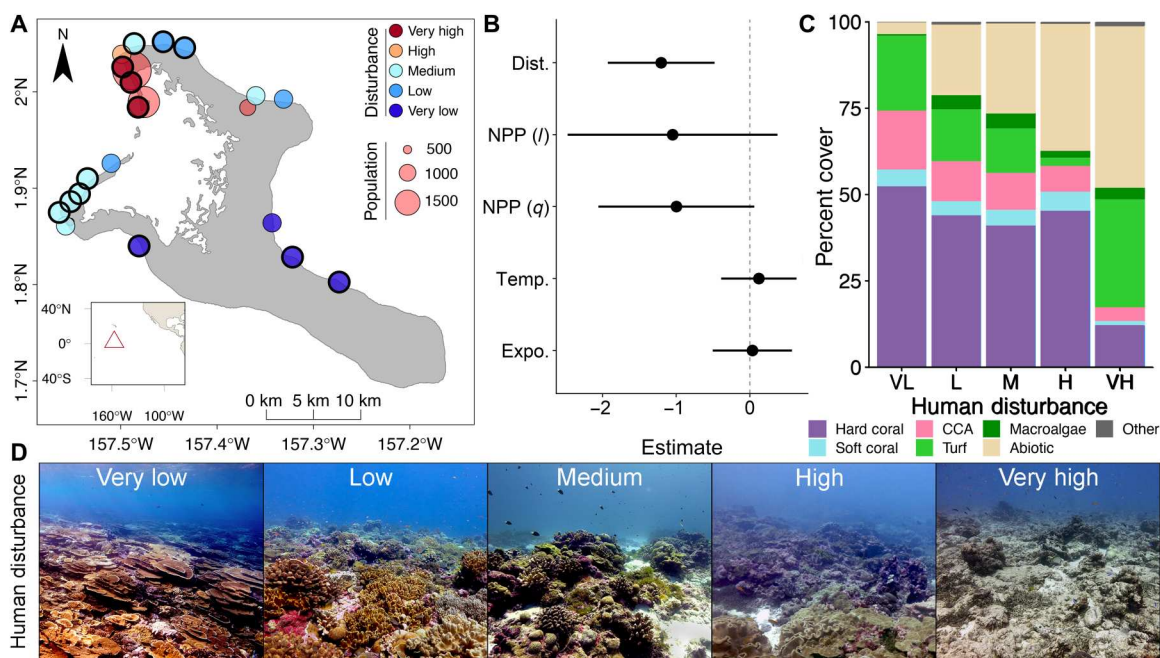 A
N
2°N
1.9°N
1.8°N
1.7°N
157.5°W
157.4°W
157.3°W
157.2°W
Disturbance
Very high
High
Medium
Low
Very low
Population
500
1000
1500
40°N
0°
40°S
160°W
100°W
0 km 5 km 10 km
B
Dist.
NPP (l)
NPP (q)
Temp.
Expo.
−2
−1
0
Estimate
C
Percent cover
100
75
50
25
0
VL
L
M
H
VH
Human disturbance
Hard coral
CCA
Macroalgae
Other
Soft coral
Turf
Abiotic
D
Human disturbance
Very low
Low
Medium
High
Very high